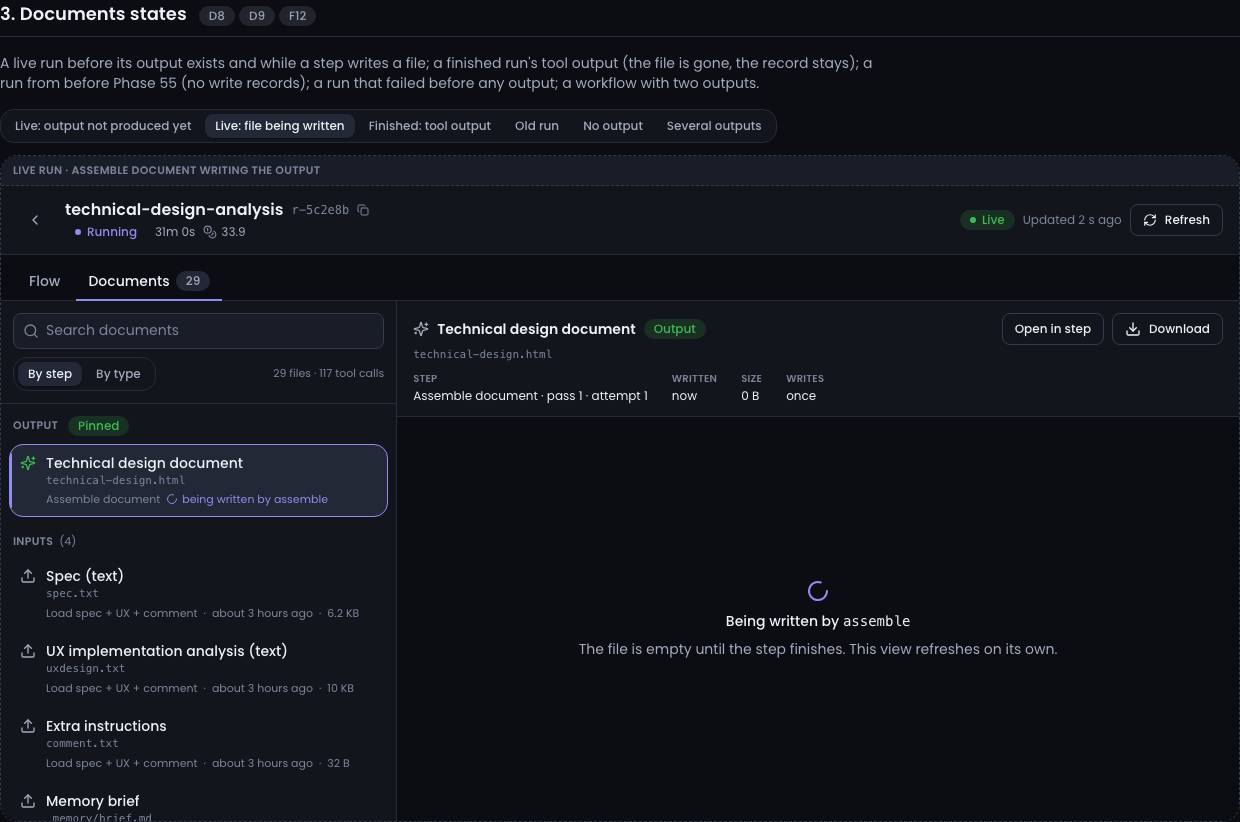 3. Documents states D8 D9 F12
A live run before its output exists and while a step writes a file; a finished run's tool output (the file is gone, the record stays); a
run from before Phase 55 (no write records); a run that failed before any output; a workflow with two outputs.
Live: output not produced yet Live: file being written Finished: tool output Old run No output Several outputs
LIVE RUN · ASSEMBLE DOCUMENT WRITING THE OUTPUT
technical-design-analysis r-5c2e8b
Running 31m 0s 33.9
Live Updated 2 s ago Refresh
Flow Documents 29
Search documents
By step By type 29 files · 117 tool calls
OUTPUT Pinned
Technical design document
technical-design.html
Assemble document being written by assemble
INPUTS (4)
Spec (text)
spec.txt
Load spec + UX + comment · about 3 hours ago · 6.2 KB
UX implementation analysis (text)
uxdesign.txt
Load spec + UX + comment · about 3 hours ago · 10 KB
Extra instructions
comment.txt
Load spec + UX + comment · about 3 hours ago · 32 B
Memory brief
memory/brief.md
Technical design document Output Open in step Download
technical-design.html
STEP WRITTEN SIZE WRITES
Assemble document · pass 1 · attempt 1 now 0 B once
Being written by assemble
The file is empty until the step finishes. This view refreshes on its own.